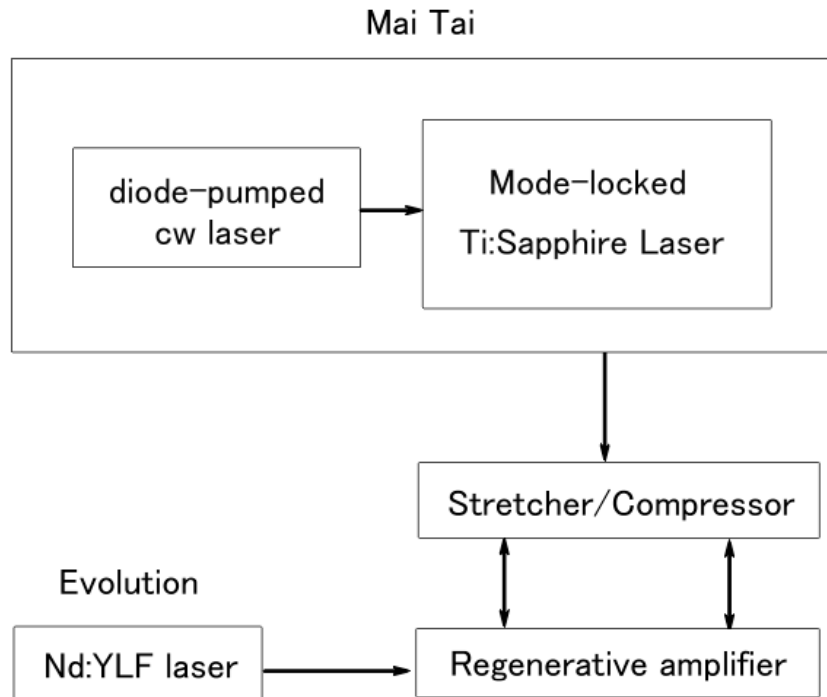 Mai Tai
diode-pumped
cw laser
Mode-locked
Ti:Sapphire Laser
Stretcher/Compressor
Evolution
Nd:YLF laser
Regenerative amplifier